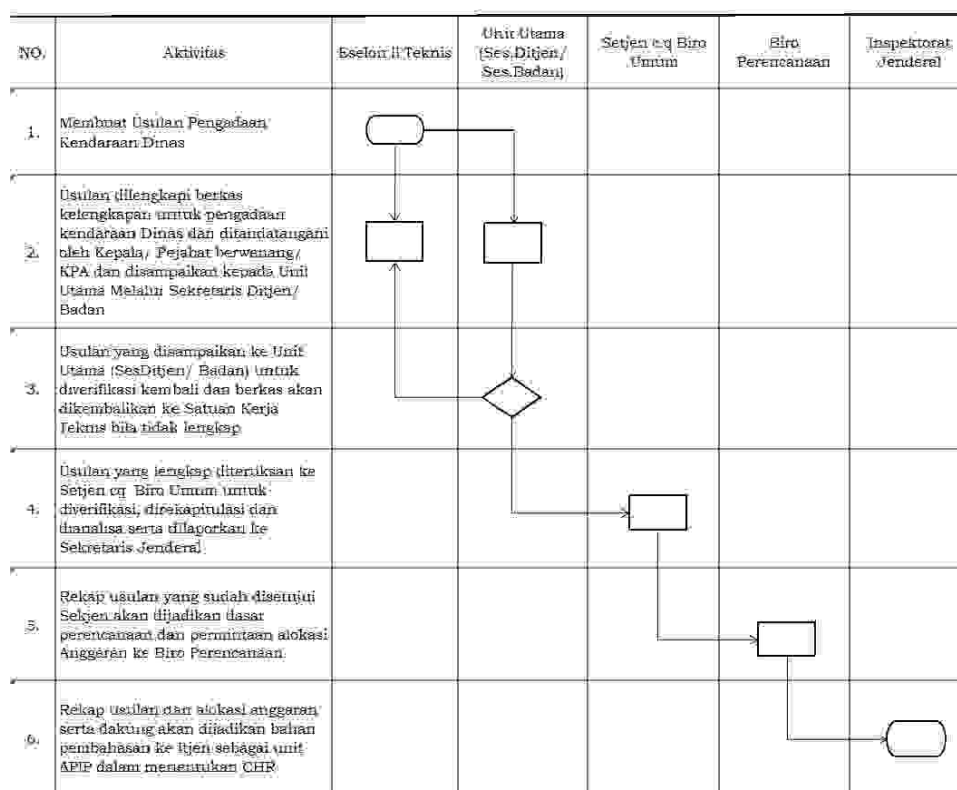 NO.
Aktivitas
Eselon II Teknis
Unit Utama
(Ses.Ditjen/
Ses.Badan)
Setjen c.q Biro
Umum
Biro
Perencanaan
Inspektorat
Jenderal
1.
Membuat Usulan Pengadaan
Kendaraan Dinas
2.
Usulan dilengkapi berkas
kelengkapan untuk pengadaan
kendaraan Dinas dan ditandatangani
oleh Kepala/ Pejabat berwenang/
KPA dan disampaikan kepada Unit
Utama Melalui Sekretaris Ditjen/
Badan
3.
Usulan yang disampaikan ke Unit
Utama (SesDitjen/ Badan) untuk
diverifikasi kembali dan berkas akan
dikembalikan ke Satuan Kerja
Teknis bila tidak lengkap
4.
Usulan yang lengkap diteruksan ke
Setjen cq Biro Umum untuk
diverifikasi, direkapitulasi dan
dianalisa serta dilaporkan ke
Sekretaris Jenderal
5.
Rekap usulan yang sudah disetujui
Sekjen akan dijadikan dasar
perencanaan dan permintaan alokasi
Anggaran ke Biro Perencanaan
6.
Rekap usulan dan alokasi anggaran
serta dakung akan dijadikan bahan
pembahasan ke Itjen sebagai unit
APIP dalam menentukan CHR